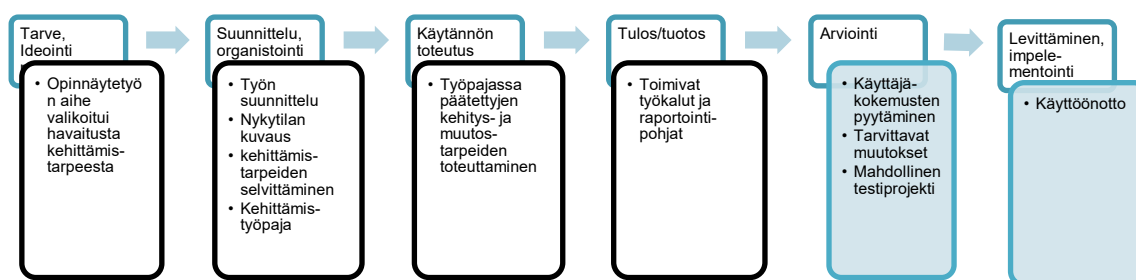 Tarve,
Ideointi
• Opinnäytetyö
n aihe
valikoitui
havaitusta
kehittämis-
tarpeesta
Suunnittelu,
organistointi
• Työn
suunnittelu
• Nykytilan
kuvaus
• kehittämis-
tarpeiden
selvittäminen
• Kehittämis-
työpaja
Käytännön
toteutus
• Työpajassa
päätettyjen
kehitys- ja
muutos-
tarpeiden
toteuttaminen
Tulos/tuotos
• Toimivat
työkalut ja
raportointi-
pohjat
Arviointi
• Käyttäjä-
kokemusten
pyytäminen
• Tarvittavat
muutokset
• Mahdollinen
testiprojekti
Levittäminen,
impele-
mentointi
• Käyttöönotto